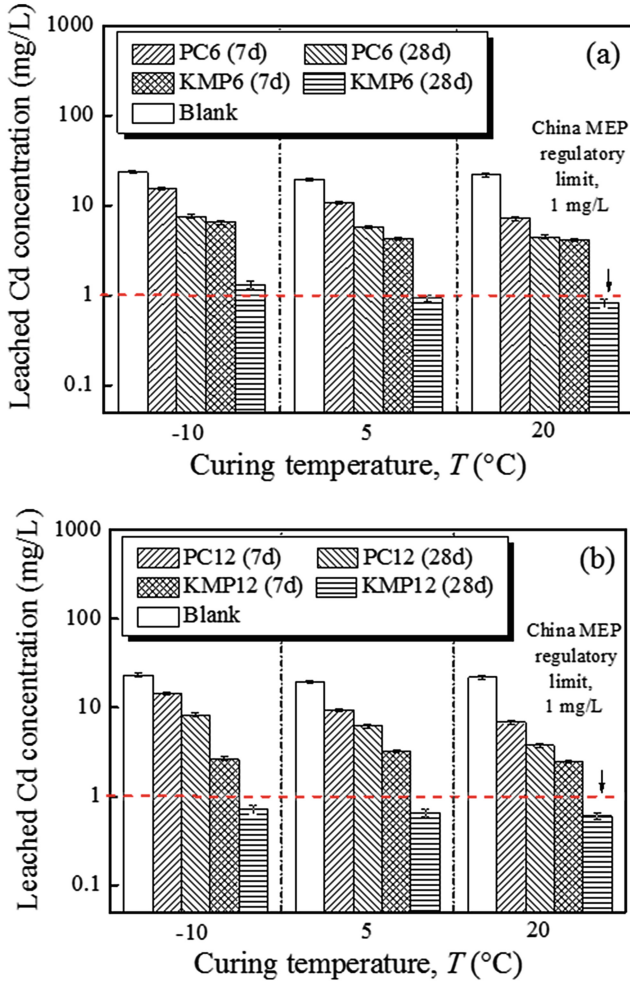 1000
100
10
1
0.1
Leached Cd concentration (mg/L)
PC6 (7d) PC6 (28d)
KMP6 (7d) KMP6 (28d)
Blank
(a)
China MEP
regulatory
limit,
1 mg/L
-10 5 20
Curing temperature, T (°C)
1000
100
10
1
0.1
Leached Cd concentration (mg/L)
PC12 (7d) PC12 (28d)
KMP12 (7d) KMP12 (28d)
Blank
(b)
China MEP
regulatory
limit,
1 mg/L
-10 5 20
Curing temperature, T (°C)